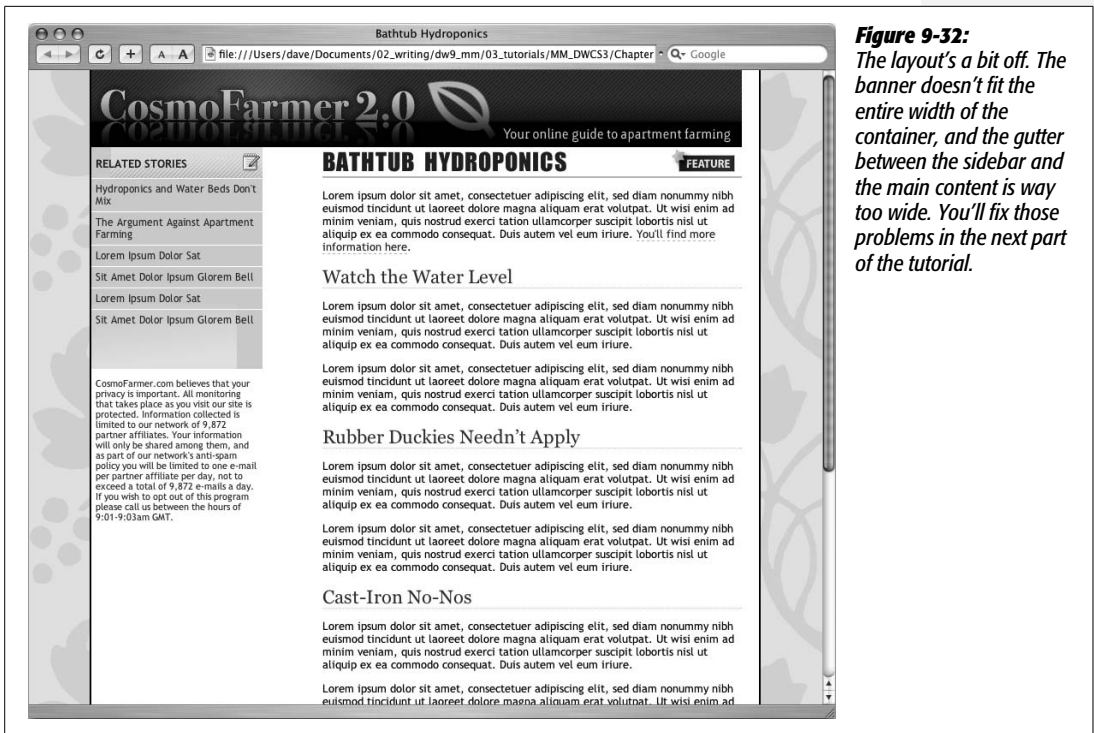 Bathtub Hydroponics
A A file:///Users/dave/Documents/02_writing/dw9_mm/03_tutorials/MM_DWCS3/Chapter Google
CosmoFarmer 2.0
Your online guide to apartment farming
RELATED STORIES
Hydroponics and Water Beds Don't
Mix
The Argument Against Apartment
Farming
Lorem Ipsum Dolor Sat
Sit Amet Dolor Ipsum Glorem Bell
Lorem Ipsum Dolor Sat
Sit Amet Dolor Ipsum Glorem Bell
CosmoFarmer.com believes that your
privacy is important. All monitoring
that takes place as you visit our site is
protected. Information collected is
limited to our network of 9,872
partner affiliates. Your information
will only be shared among them, and
as part of our network's anti-spam
policy you will be limited to one e-mail
per partner affiliate per day, not to
exceed a total of 9,872 e-mails a day.
If you wish to opt out of this program
please call us between the hours of
9:01-9:03am GMT.
BATHTUB HYDROPONICS
FEATURE
Lorem ipsum dolor sit amet, consectetuer adipiscing elit, sed diam nonummy nibh
euismod tincidunt ut laoreet dolore magna aliquam erat volutpat. Ut wisi enim ad
minim veniam, quis nostrud exerci tation ullamcorper suscipit lobortis nisl ut
aliquip ex ea commodo consequat. Duis autem vel eum iriure. You'll find more
information here.
Watch the Water Level
Lorem ipsum dolor sit amet, consectetuer adipiscing elit, sed diam nonummy nibh
euismod tincidunt ut laoreet dolore magna aliquam erat volutpat. Ut wisi enim ad
minim veniam, quis nostrud exerci tation ullamcorper suscipit lobortis nisl ut
aliquip ex ea commodo consequat. Duis autem vel eum iriure.
Lorem ipsum dolor sit amet, consectetuer adipiscing elit, sed diam nonummy nibh
euismod tincidunt ut laoreet dolore magna aliquam erat volutpat. Ut wisi enim ad
minim veniam, quis nostrud exerci tation ullamcorper suscipit lobortis nisl ut
aliquip ex ea commodo consequat. Duis autem vel eum iriure.
Rubber Duckies Needn't Apply
Lorem ipsum dolor sit amet, consectetuer adipiscing elit, sed diam nonummy nibh
euismod tincidunt ut laoreet dolore magna aliquam erat volutpat. Ut wisi enim ad
minim veniam, quis nostrud exerci tation ullamcorper suscipit lobortis nisl ut
aliquip ex ea commodo consequat. Duis autem vel eum iriure.
Lorem ipsum dolor sit amet, consectetuer adipiscing elit, sed diam nonummy nibh
euismod tincidunt ut laoreet dolore magna aliquam erat volutpat. Ut wisi enim ad
minim veniam, quis nostrud exerci tation ullamcorper suscipit lobortis nisl ut
aliquip ex ea commodo consequat. Duis autem vel eum iriure.
Cast-Iron No-Nos
Lorem ipsum dolor sit amet, consectetuer adipiscing elit, sed diam nonummy nibh
euismod tincidunt ut laoreet dolore magna aliquam erat volutpat. Ut wisi enim ad
minim veniam, quis nostrud exerci tation ullamcorper suscipit lobortis nisl ut
aliquip ex ea commodo consequat. Duis autem vel eum iriure.
Lorem ipsum dolor sit amet, consectetuer adipiscing elit, sed diam nonummy nibh
euismod tincidunt ut laoreet dolore magna aliquam erat volutpat. Ut wisi enim ad
Figure 9-32:
The layout's a bit off. The
banner doesn't fit the
entire width of the
container, and the gutter
between the sidebar and
the main content is way
too wide. You'll fix those
problems in the next part
of the tutorial.